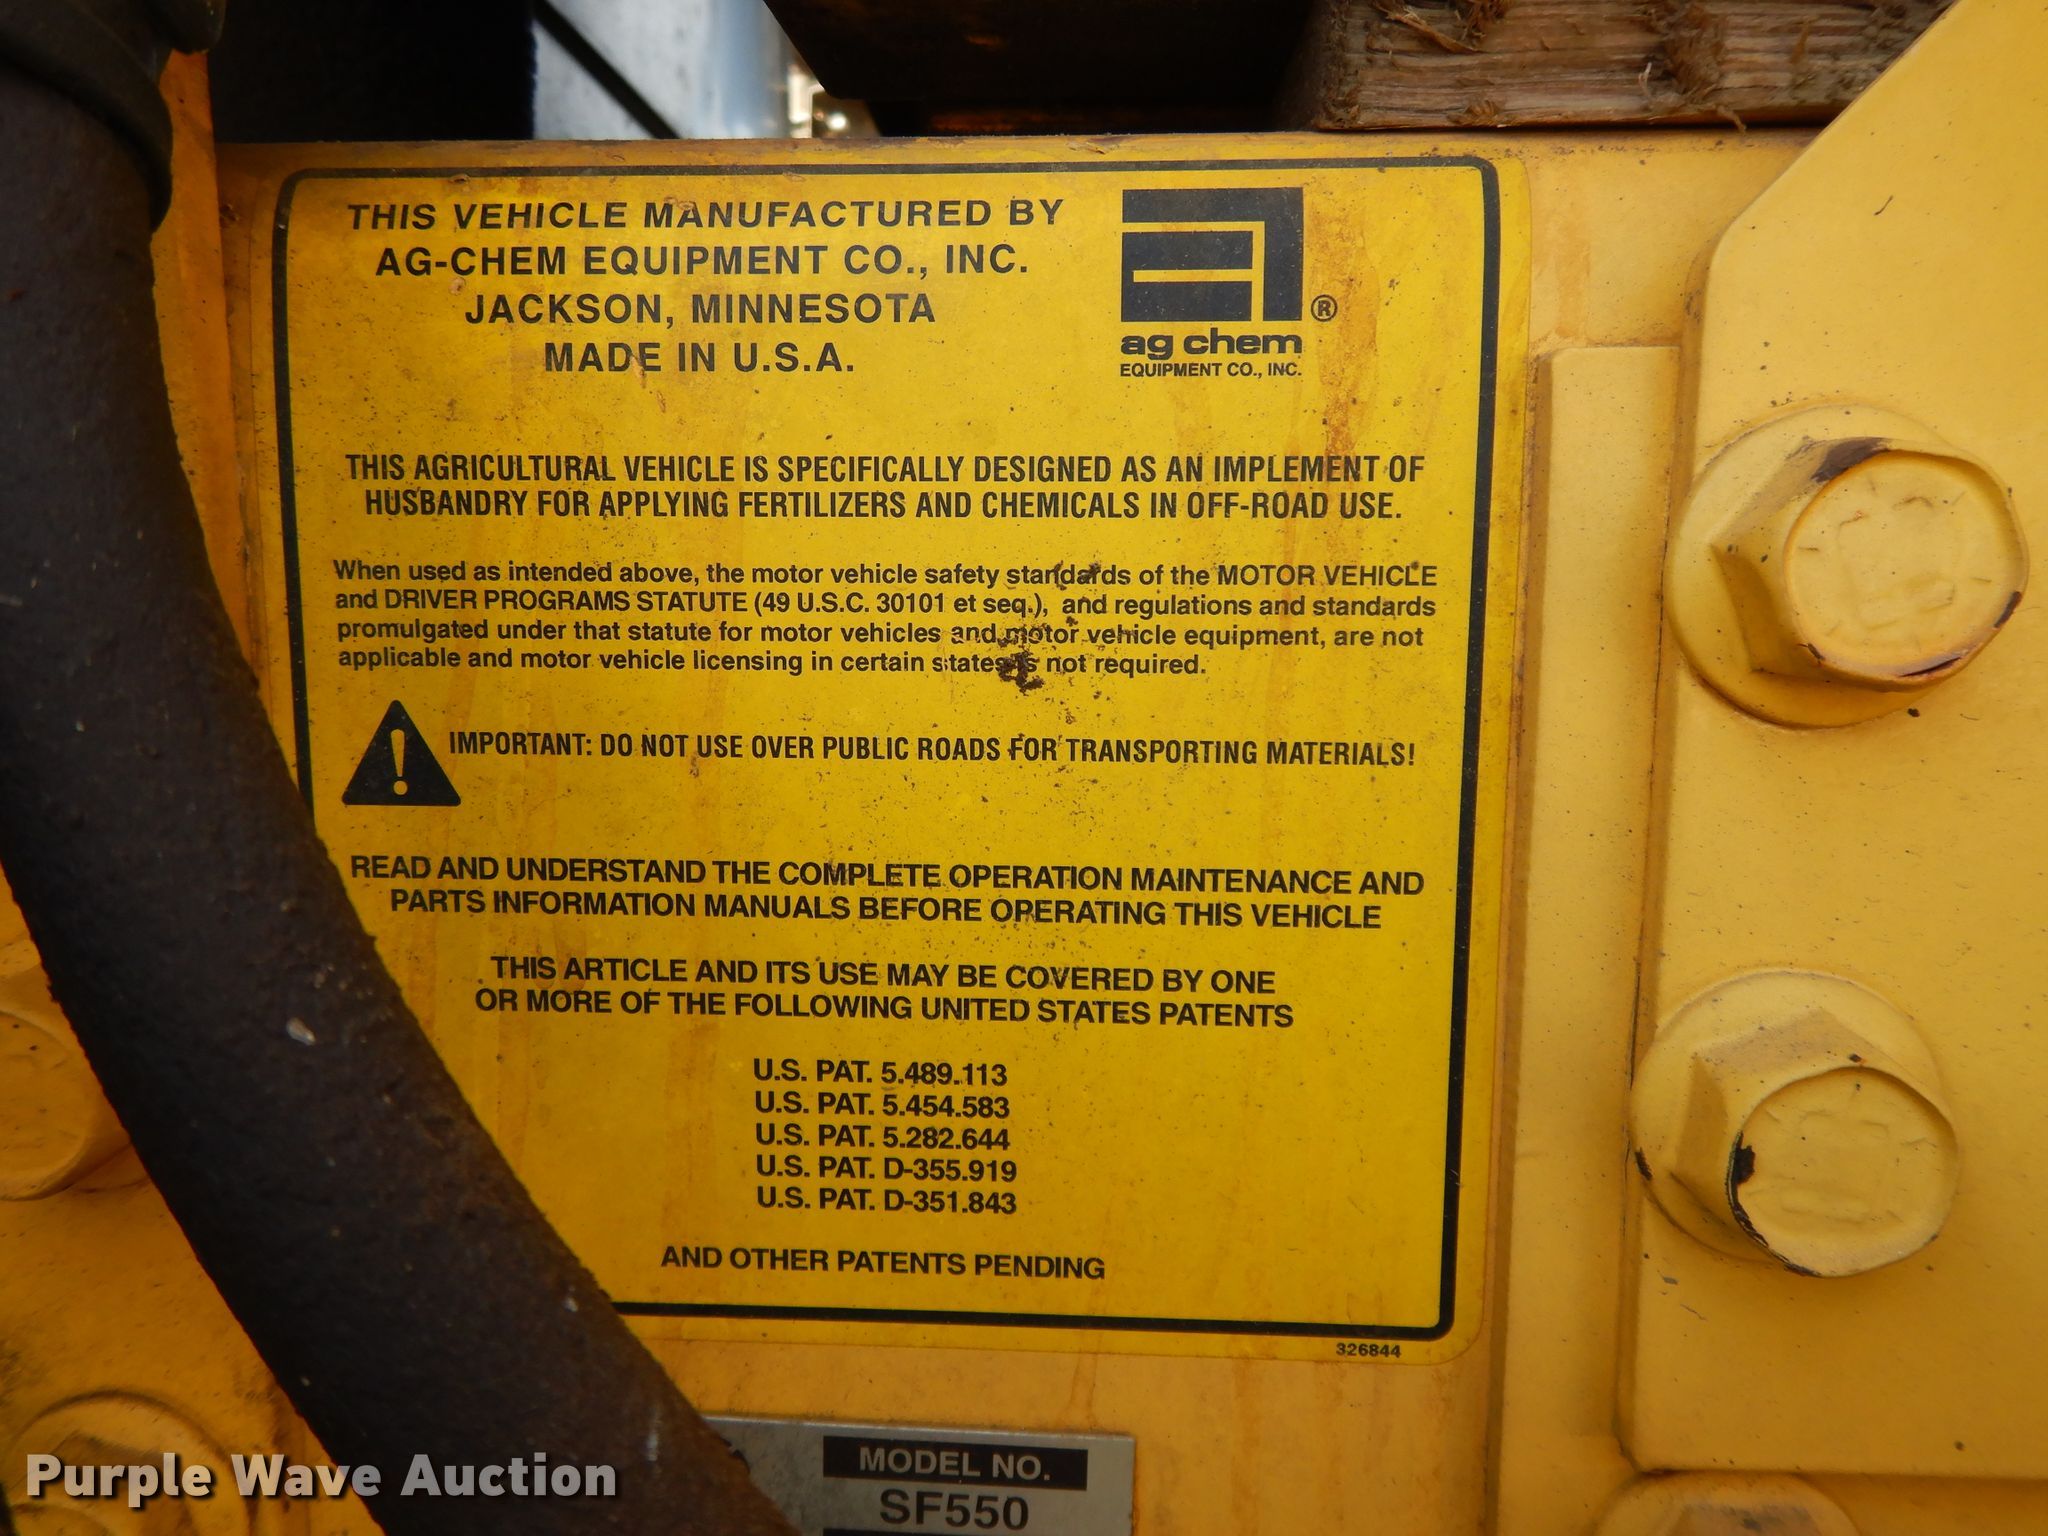 THIS VEHICLE MANUFACTURED BY
AG-CHEM EQUIPMENT CO., INC.
JACKSON, MINNESOTA
MADE IN U.S.A.
®
ag chem
EQUIPMENT CO., INC.
THIS AGRICULTURAL VEHICLE IS SPECIFICALLY DESIGNED AS AN IMPLEMENT OF
HUSBANDRY FOR APPLYING FERTILIZERS AND CHEMICALS IN OFF-ROAD USE.
When used as intended above, the motor vehicle safety standards of the MOTOR VEHICLE
and DRIVER PROGRAMS STATUTE (49 U.S.C. 30101 et seq.), and regulations and standards
promulgated under that statute for motor vehicles and motor vehicle equipment, are not
applicable and motor vehicle licensing in certain states is not required.
IMPORTANT: DO NOT USE OVER PUBLIC ROADS FOR TRANSPORTING MATERIALS!
READ AND UNDERSTAND THE COMPLETE OPERATION MAINTENANCE AND
PARTS INFORMATION MANUALS BEFORE OPERATING THIS VEHICLE
THIS ARTICLE AND ITS USE MAY BE COVERED BY ONE
OR MORE OF THE FOLLOWING UNITED STATES PATENTS
U.S. PAT. 5.489.113
U.S. PAT. 5.454.583
U.S. PAT. 5.282.644
U.S. PAT. D-355.919
U.S. PAT. D-351.843
AND OTHER PATENTS PENDING
326844
MODEL NO.
SF550
Purple Wave Auction